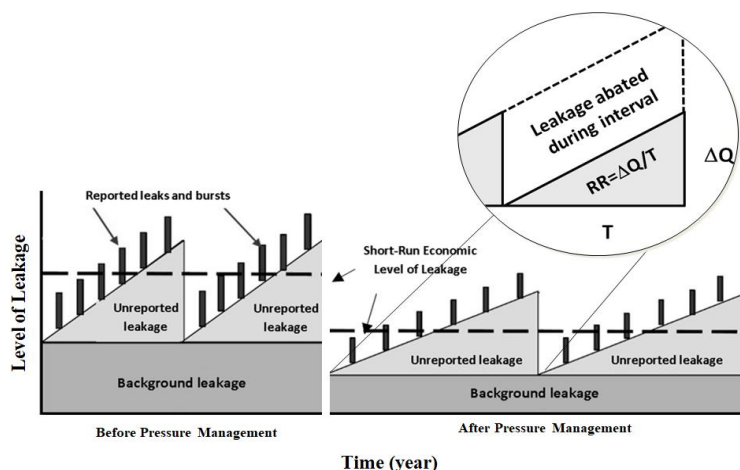 Leakage abated
during interval
RR=ΔQ/T
ΔQ
T
Level of Leakage
Reported leaks and bursts
Unreported
leakage
Unreported
leakage
Background leakage
Before Pressure Management
Short-Run Economic
Level of Leakage
Unreported leakage
Unreported leakage
Background leakage
After Pressure Management
Time (year)